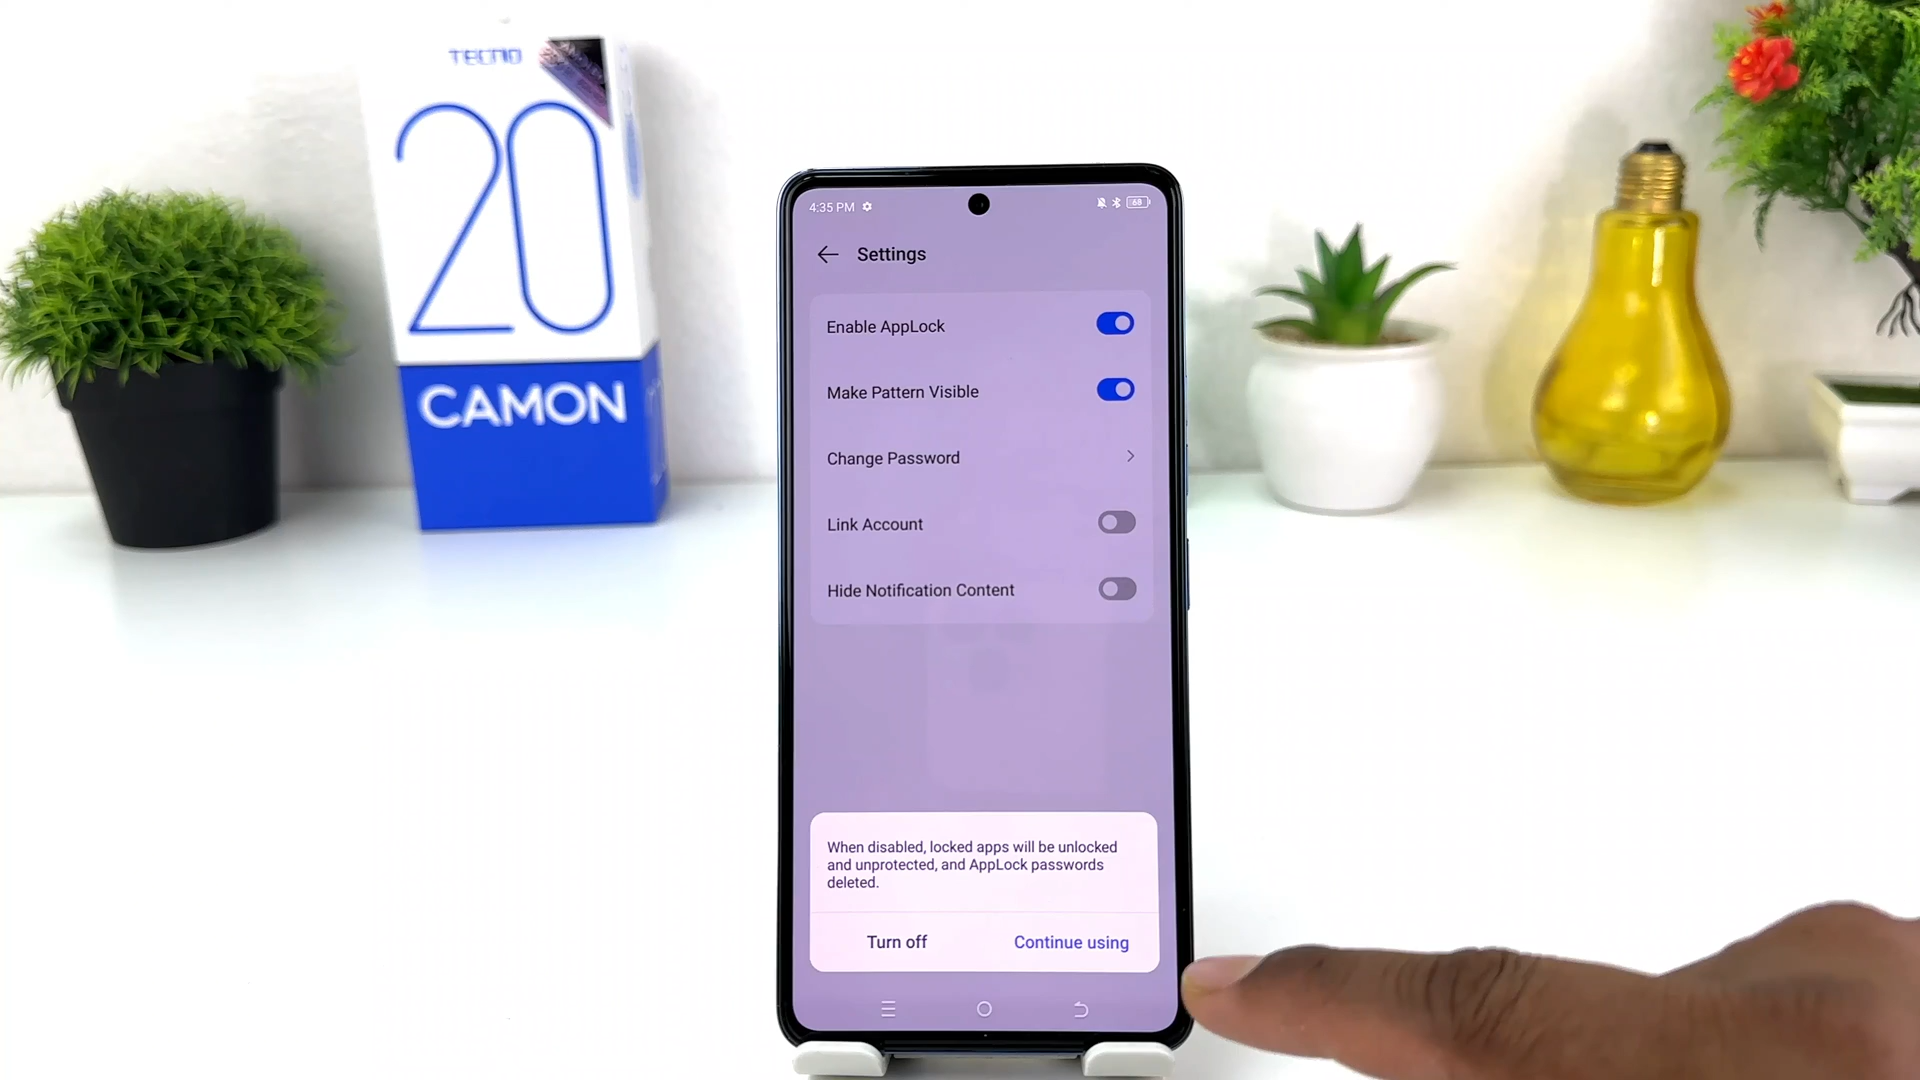 TECNO
20
CAMON
4:35 PM
68
Settings
Enable AppLock
Make Pattern Visible
Change Password
Link Account
Hide Notification Content
When disabled, locked apps will be unlocked
and unprotected, and AppLock passwords
deleted.
Turn off
Continue using